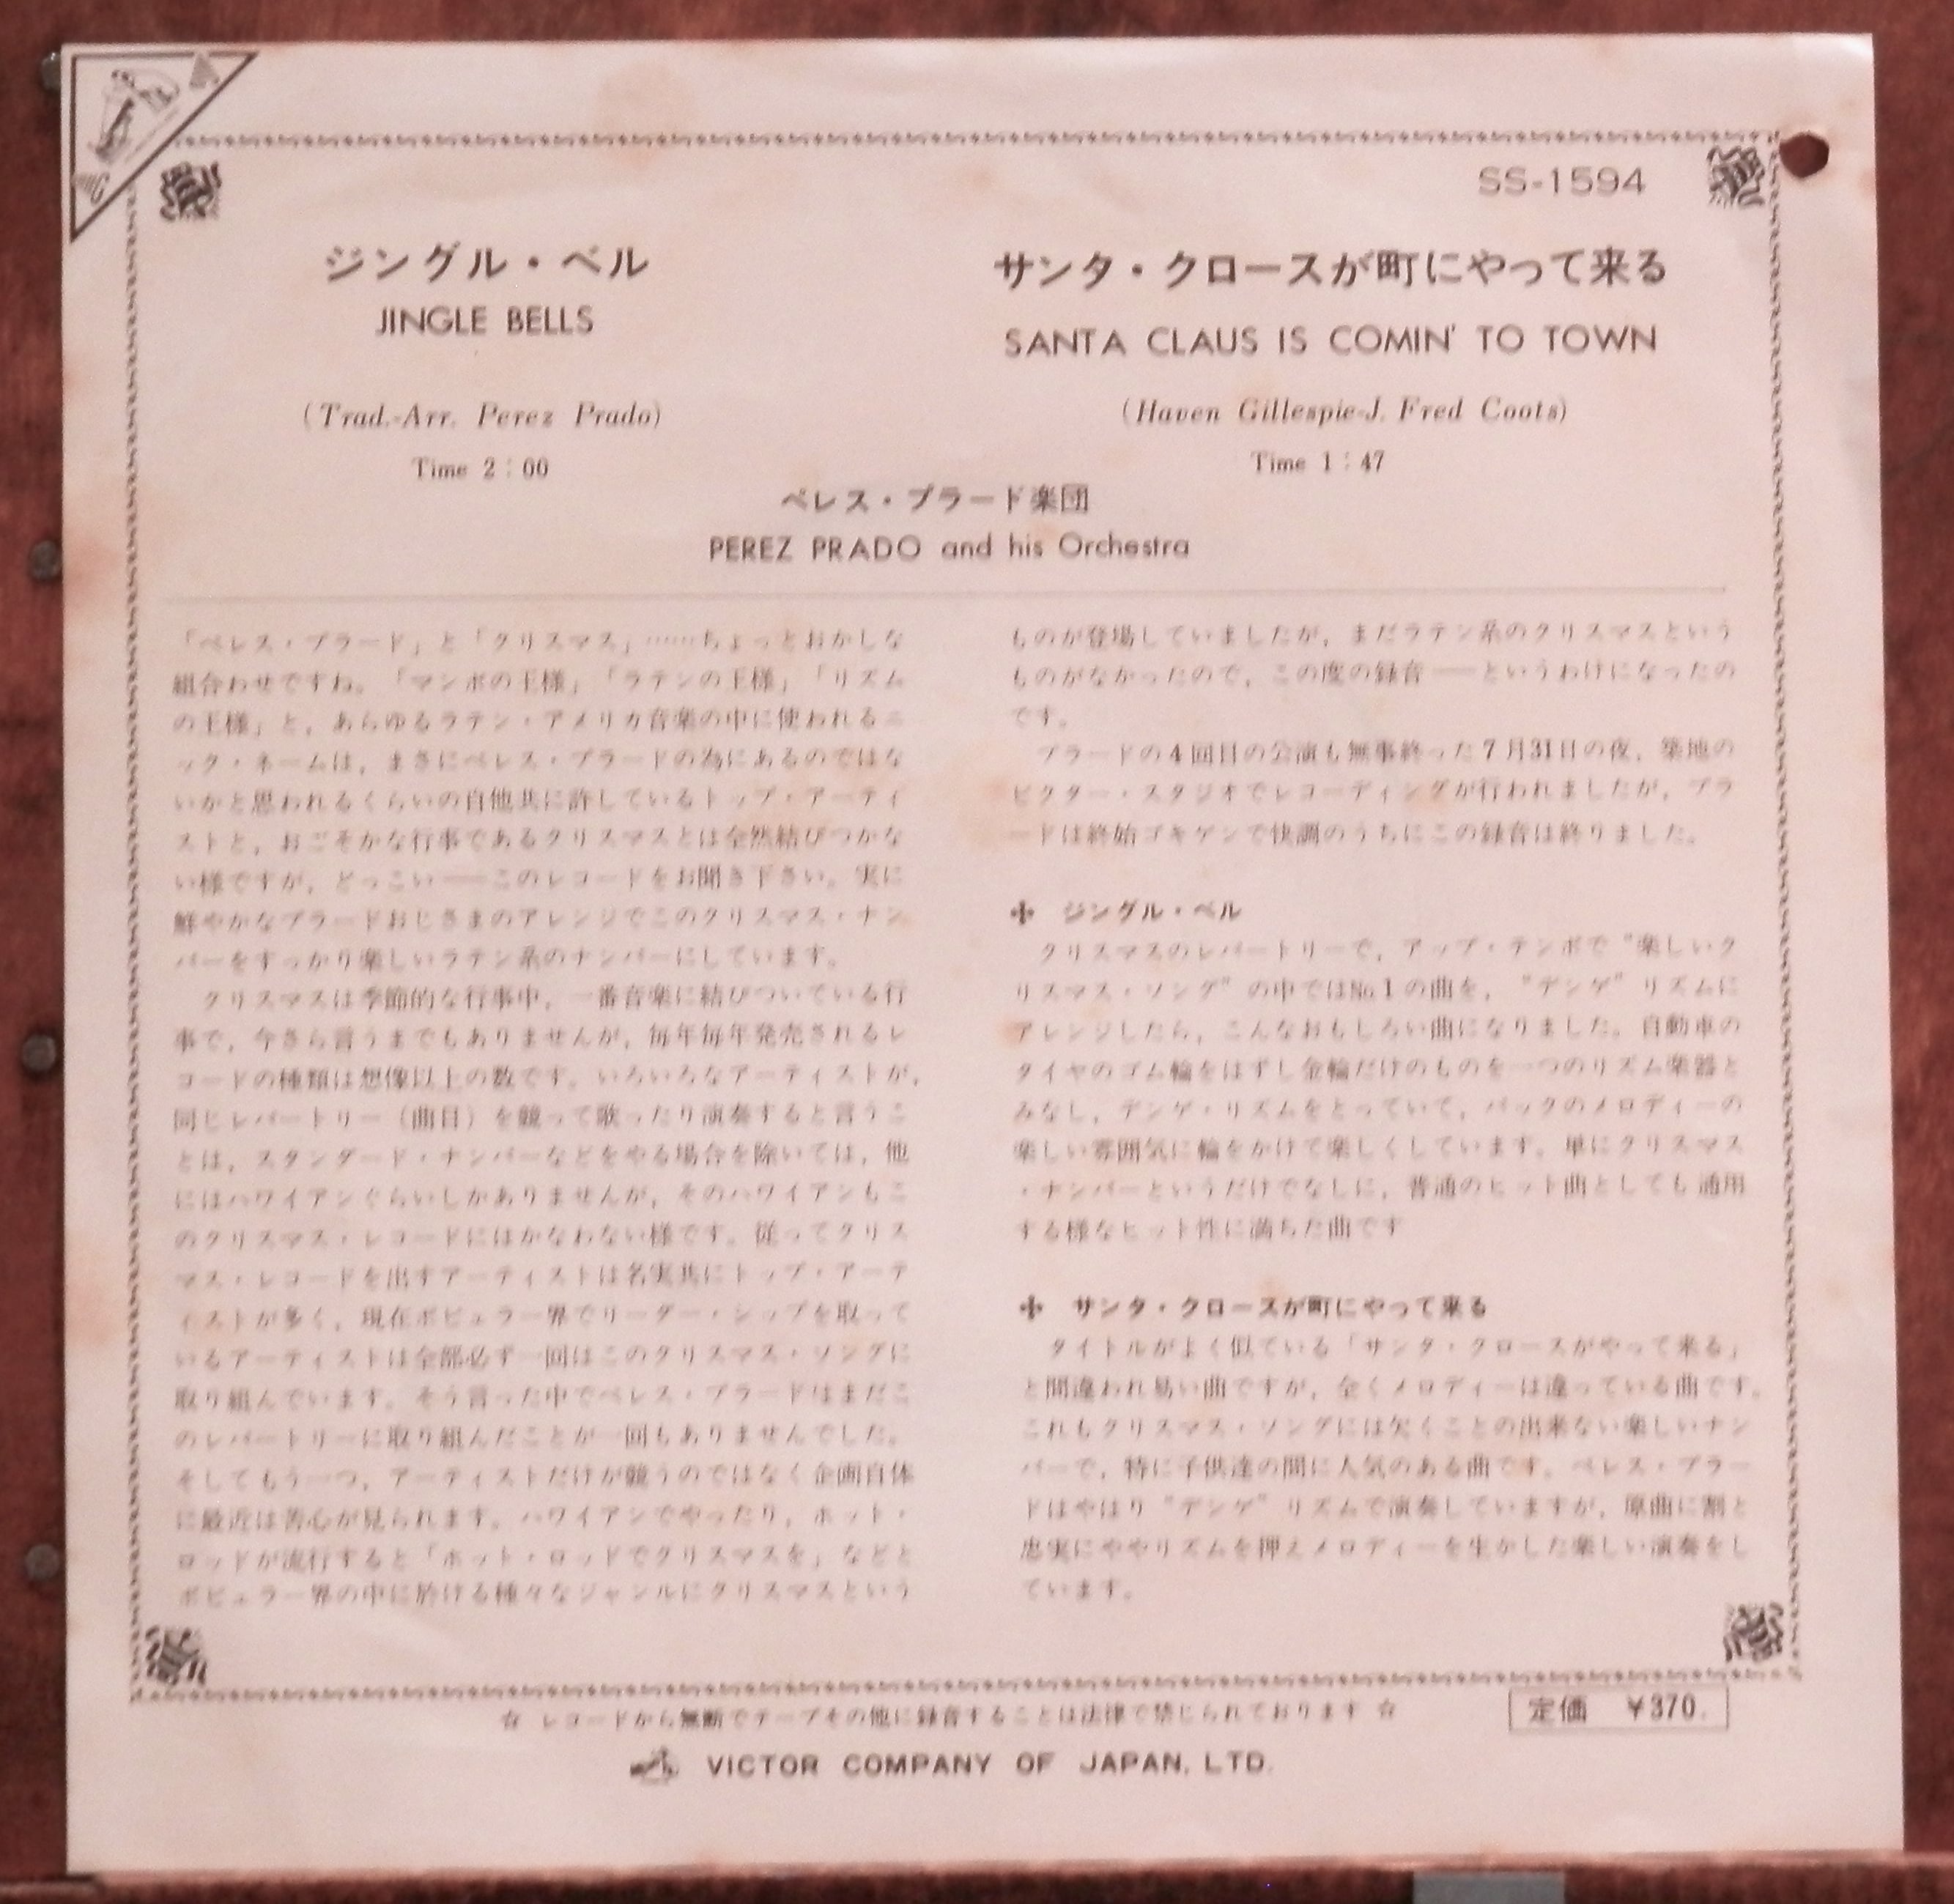 SS-1594
ジングル・ベル
JINGLE BELLS
(Trad.-Arr. Perez Prado)
Time 2：00
サンタ・クロースが町にやって来る
SANTA CLAUS IS COMIN' TO TOWN
(Haven Gillespie-J. Fred Coots)
Time 1：47
ペレス・プラード楽団
PEREZ PRADO and his Orchestra
「ペレス・プラード」と「クリスマス」……ちょっとおかしな
組合わせですね。「マンボの王様」「ラテンの王様」「リズム
の王様」と，あらゆるラテン・アメリカ音楽の中に使われるニ
ック・ネームは，まさにペレス・プラードの為にあるのではな
いかと思われるくらいの自他共に許しているトップ・アーティ
ストと，おごそかな行事であるクリスマスとは全然結びつかな
い様ですが，どっこい――このレコードをお聞き下さい。実に
鮮やかなプラードおじさまのアレンジでこのクリスマス・ナン
バーをすっかり楽しいラテン系のナンバーにしています。
クリスマスは季節的な行事中，一番音楽に結びついている行
事で，今さら言うまでもありませんが，毎年毎年発売されるレ
コードの種類は想像以上の数です。いろいろなアーティストが，
同じレパートリー（曲目）を競って歌ったり演奏すると言うこ
とは，スタンダード・ナンバーなどをやる場合を除いては，他
にはハワイアンぐらいしかありませんが，そのハワイアンもこ
のクリスマス・レコードにはかなわない様です。従ってクリス
マス・レコードを出すアーティストは名実共にトップ・アーテ
ィストが多く，現在ポピュラー界でリーダー・シップを取って
いるアーティストは全部必ず一回はこのクリスマス・ソングに
取り組んでいます。そう言った中でペレス・プラードはまだこ
のレパートリーに取り組んだことが一回もありませんでした。
そしてもう一つ，アーティストだけが競うのではなく企画自体
に最近は苦心が見られます。ハワイアンでやったり，ホット・
ロッドが流行すると「ホット・ロッドでクリスマスを」などと
ポピュラー界の中に於ける種々なジャンルにクリスマスという
ものが登場していましたが，まだラテン系のクリスマスという
ものがなかったので，この度の録音――というわけになったの
です。
プラードの4回目の公演も無事終った7月31日の夜，築地の
ビクター・スタジオでレコーディングが行われましたが，プラ
ードは終始ゴキゲンで快調のうちにこの録音は終りました。
✣ ジングル・ベル
クリスマスのレパートリーで，アップ・テンポで“楽しいク
リスマス・ソング”の中ではNo.1の曲を，“デンゲ”リズムに
アレンジしたら，こんなおもしろい曲になりました。自動車の
タイヤのゴム輪をはずし金輪だけのものを一つのリズム楽器と
みなし，デンゲ・リズムをとっていて，バックのメロディーの
楽しい雰囲気に輪をかけて楽しくしています。単にクリスマス
・ナンバーというだけでなしに，普通のヒット曲としても通用
する様なヒット性に満ちた曲です
✣ サンタ・クロースが町にやって来る
タイトルがよく似ている「サンタ・クロースがやって来る」
と間違われ易い曲ですが，全くメロディーは違っている曲です。
これもクリスマス・ソングには欠くことの出来ない楽しいナン
バーで，特に子供達の間に人気のある曲です。ペレス・プラー
ドはやはり“デンゲ”リズムで演奏していますが，原曲に割と
忠実にややリズムを押えメロディーを生かした楽しい演奏をし
ています。
☆ レコードから無断でテープその他に録音することは法律で禁じられております ☆
定価 ￥370.
VICTOR COMPANY OF JAPAN, LTD.